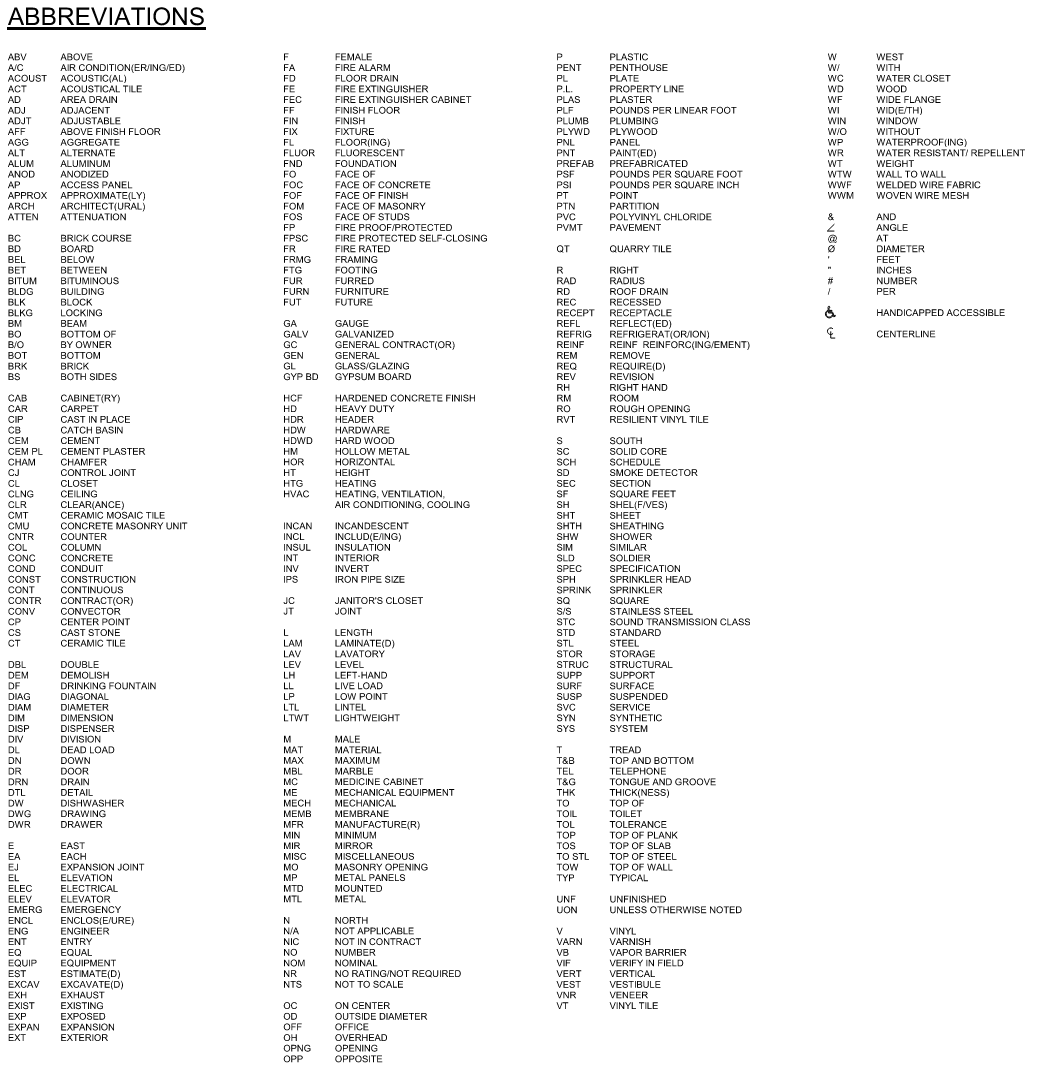 ABBREVIATIONS
ABV ABOVE
A/C AIR CONDITION(ER/ING/ED)
ACOUST ACOUSTIC(AL)
ACT ACOUSTICAL TILE
AD AREA DRAIN
ADJ ADJACENT
ADJT ADJUSTABLE
AFF ABOVE FINISH FLOOR
AGG AGGREGATE
ALT ALTERNATE
ALUM ALUMINUM
ANOD ANODIZED
AP ACCESS PANEL
APPROX APPROXIMATE(LY)
ARCH ARCHITECT(URAL)
ATTEN ATTENUATION
BC BRICK COURSE
BD BOARD
BEL BELOW
BET BETWEEN
BITUM BITUMINOUS
BLDG BUILDING
BLK BLOCK
BLKG LOCKING
BM BEAM
BO BOTTOM OF
B/O BY OWNER
BOT BOTTOM
BRK BRICK
BS BOTH SIDES
CAB CABINET(RY)
CAR CARPET
CIP CAST IN PLACE
CB CATCH BASIN
CEM CEMENT
CEM PL CEMENT PLASTER
CHAM CHAMFER
CJ CONTROL JOINT
CL CLOSET
CLNG CEILING
CLR CLEAR(ANCE)
CMT CERAMIC MOSAIC TILE
CMU CONCRETE MASONRY UNIT
CNTR COUNTER
COL COLUMN
CONC CONCRETE
COND CONDUIT
CONST CONSTRUCTION
CONT CONTINUOUS
CONTR CONTRACT(OR)
CONV CONVECTOR
CP CENTER POINT
CS CAST STONE
CT CERAMIC TILE
DBL DOUBLE
DEM DEMOLISH
DF DRINKING FOUNTAIN
DIAG DIAGONAL
DIAM DIAMETER
DIM DIMENSION
DISP DISPENSER
DIV DIVISION
DL DEAD LOAD
DN DOWN
DR DOOR
DRN DRAIN
DTL DETAIL
DW DISHWASHER
DWG DRAWING
DWR DRAWER
E EAST
EA EACH
EJ EXPANSION JOINT
EL ELEVATION
ELEC ELECTRICAL
ELEV ELEVATOR
EMERG EMERGENCY
ENCL ENCLOS(E/URE)
ENG ENGINEER
ENT ENTRY
EQ EQUAL
EQUIP EQUIPMENT
EST ESTIMATE(D)
EXCAV EXCAVATE(D)
EXH EXHAUST
EXIST EXISTING
EXP EXPOSED
EXPAN EXPANSION
EXT EXTERIOR
F FEMALE
FA FIRE ALARM
FD FLOOR DRAIN
FE FIRE EXTINGUISHER
FEC FIRE EXTINGUISHER CABINET
FF FINISH FLOOR
FIN FINISH
FIX FIXTURE
FL FLOOR(ING)
FLUOR FLUORESCENT
FND FOUNDATION
FO FACE OF
FOC FACE OF CONCRETE
FOF FACE OF FINISH
FOM FACE OF MASONRY
FOS FACE OF STUDS
FP FIRE PROOF/PROTECTED
FPSC FIRE PROTECTED SELF-CLOSING
FR FIRE RATED
FRMG FRAMING
FTG FOOTING
FUR FURRED
FURN FURNITURE
FUT FUTURE
GA GAUGE
GALV GALVANIZED
GC GENERAL CONTRACT(OR)
GEN GENERAL
GL GLASS/GLAZING
GYP BD GYPSUM BOARD
HCF HARDENED CONCRETE FINISH
HD HEAVY DUTY
HDR HEADER
HDW HARDWARE
HDWD HARD WOOD
HM HOLLOW METAL
HOR HORIZONTAL
HT HEIGHT
HTG HEATING
HVAC HEATING, VENTILATION,
AIR CONDITIONING, COOLING
INCAN INCANDESCENT
INCL INCLUD(E/ING)
INSUL INSULATION
INT INTERIOR
INV INVERT
IPS IRON PIPE SIZE
JC JANITOR'S CLOSET
JT JOINT
L LENGTH
LAM LAMINATE(D)
LAV LAVATORY
LEV LEVEL
LH LEFT-HAND
LL LIVE LOAD
LP LOW POINT
LTL LINTEL
LTWT LIGHTWEIGHT
M MALE
MAT MATERIAL
MAX MAXIMUM
MBL MARBLE
MC MEDICINE CABINET
ME MECHANICAL EQUIPMENT
MECH MECHANICAL
MEMB MEMBRANE
MFR MANUFACTURE(R)
MIN MINIMUM
MIR MIRROR
MISC MISCELLANEOUS
MO MASONRY OPENING
MP METAL PANELS
MTD MOUNTED
MTL METAL
N NORTH
N/A NOT APPLICABLE
NIC NOT IN CONTRACT
NO NUMBER
NOM NOMINAL
NR NO RATING/NOT REQUIRED
NTS NOT TO SCALE
OC ON CENTER
OD OUTSIDE DIAMETER
OFF OFFICE
OH OVERHEAD
OPNG OPENING
OPP OPPOSITE
P PLASTIC
PENT PENTHOUSE
PL PLATE
P.L. PROPERTY LINE
PLAS PLASTER
PLF POUNDS PER LINEAR FOOT
PLUMB PLUMBING
PLYWD PLYWOOD
PNL PANEL
PNT PAINT(ED)
PREFAB PREFABRICATED
PSF POUNDS PER SQUARE FOOT
PSI POUNDS PER SQUARE INCH
PT POINT
PTN PARTITION
PVC POLYVINYL CHLORIDE
PVMT PAVEMENT
QT QUARRY TILE
R RIGHT
RAD RADIUS
RD ROOF DRAIN
REC RECESSED
RECEPT RECEPTACLE
REFL REFLECT(ED)
REFRIG REFRIGERAT(OR/ION)
REINF REINF REINFORC(ING/EMENT)
REM REMOVE
REQ REQUIRE(D)
REV REVISION
RH RIGHT HAND
RM ROOM
RO ROUGH OPENING
RVT RESILIENT VINYL TILE
S SOUTH
SC SOLID CORE
SCH SCHEDULE
SD SMOKE DETECTOR
SEC SECTION
SF SQUARE FEET
SH SHEL(F/VES)
SHT SHEET
SHTH SHEATHING
SHW SHOWER
SIM SIMILAR
SLD SOLDIER
SPEC SPECIFICATION
SPH SPRINKLER HEAD
SPRINK SPRINKLER
SQ SQUARE
S/S STAINLESS STEEL
STC SOUND TRANSMISSION CLASS
STD STANDARD
STL STEEL
STOR STORAGE
STRUC STRUCTURAL
SUPP SUPPORT
SURF SURFACE
SUSP SUSPENDED
SVC SERVICE
SYN SYNTHETIC
SYS SYSTEM
T TREAD
T&B TOP AND BOTTOM
TEL TELEPHONE
T&G TONGUE AND GROOVE
THK THICK(NESS)
TO TOP OF
TOIL TOILET
TOL TOLERANCE
TOP TOP OF PLANK
TOS TOP OF SLAB
TO STL TOP OF STEEL
TOW TOP OF WALL
TYP TYPICAL
UNF UNFINISHED
UON UNLESS OTHERWISE NOTED
V VINYL
VARN VARNISH
VB VAPOR BARRIER
VIF VERIFY IN FIELD
VERT VERTICAL
VEST VESTIBULE
VNR VENEER
VT VINYL TILE
W WEST
W/ WITH
WC WATER CLOSET
WD WOOD
WF WIDE FLANGE
WI WID(E/TH)
WIN WINDOW
W/O WITHOUT
WP WATERPROOF(ING)
WR WATER RESISTANT/ REPELLENT
WT WEIGHT
WTW WALL TO WALL
WWF WELDED WIRE FABRIC
WWM WOVEN WIRE MESH
& AND
∠ ANGLE
@ AT
Ø DIAMETER
' FEET
" INCHES
# NUMBER
/ PER
♿ HANDICAPPED ACCESSIBLE
℄ CENTERLINE